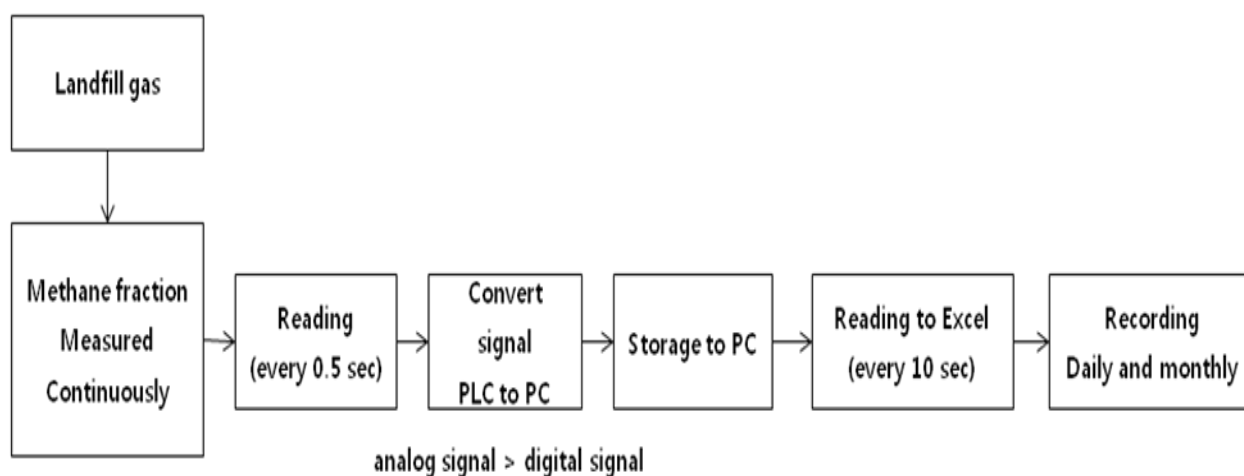 Landfill gas
Methane fraction
Measured
Continuously
Reading
(every 0.5 sec)
Convert
signal
PLC to PC
Storage to PC
Reading to Excel
(every 10 sec)
Recording
Daily and monthly
analog signal > digital signal